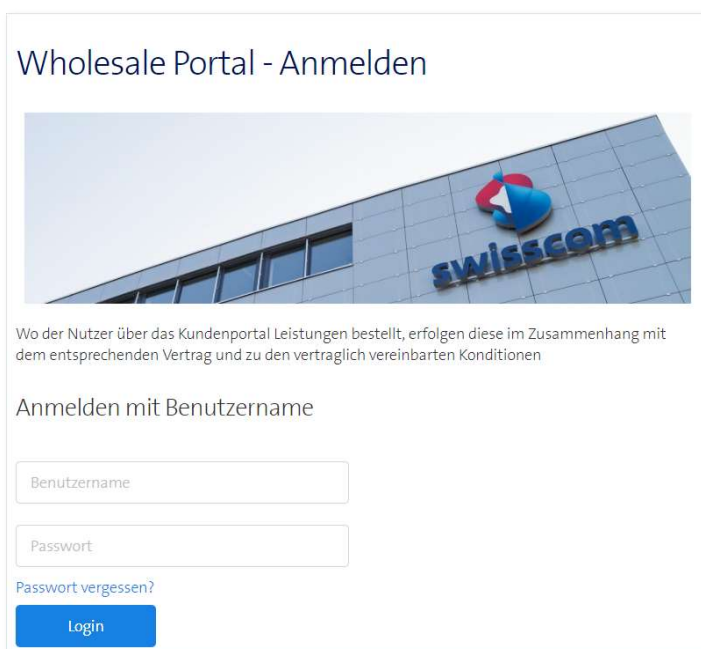 Wholesale Portal - Anmelden
swisscom
Wo der Nutzer über das Kundenportal Leistungen bestellt, erfolgen diese im Zusammenhang mit
dem entsprechenden Vertrag und zu den vertraglich vereinbarten Konditionen
Anmelden mit Benutzername
Benutzername
Passwort
Passwort vergessen?
Login